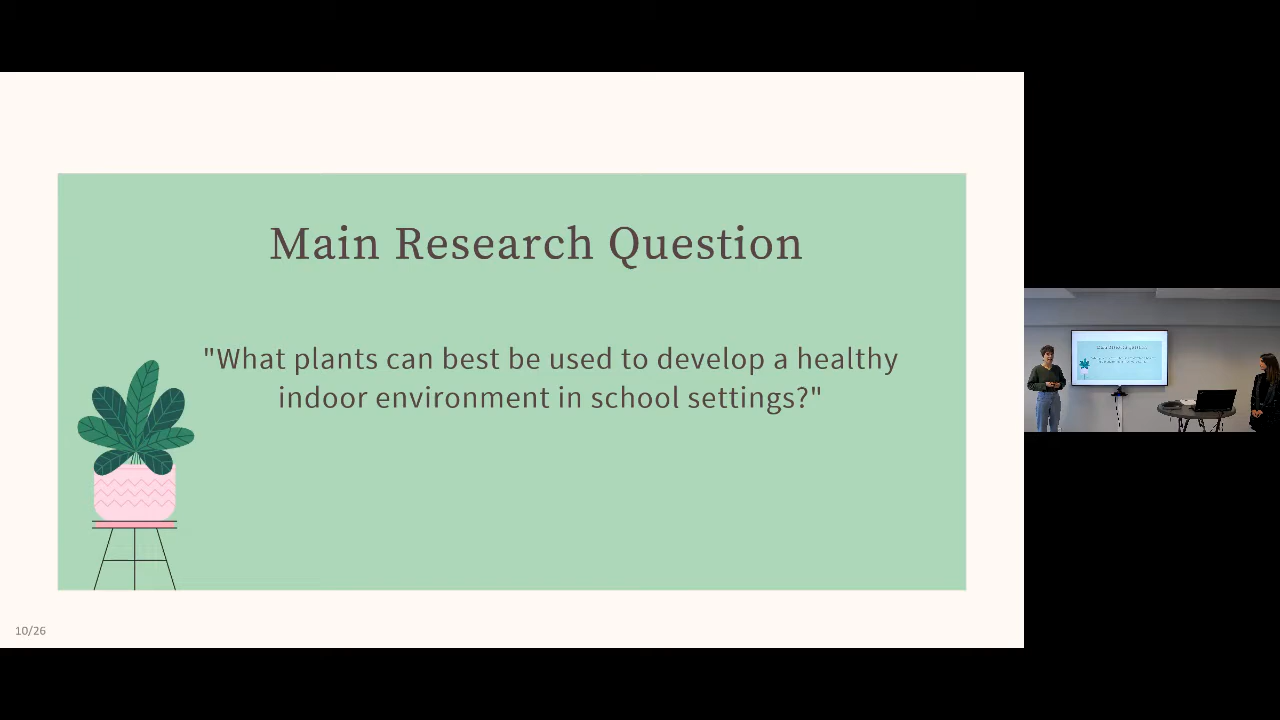 Main Research Question
"What plants can best be used to develop a healthy
indoor environment in school settings?"
10/26